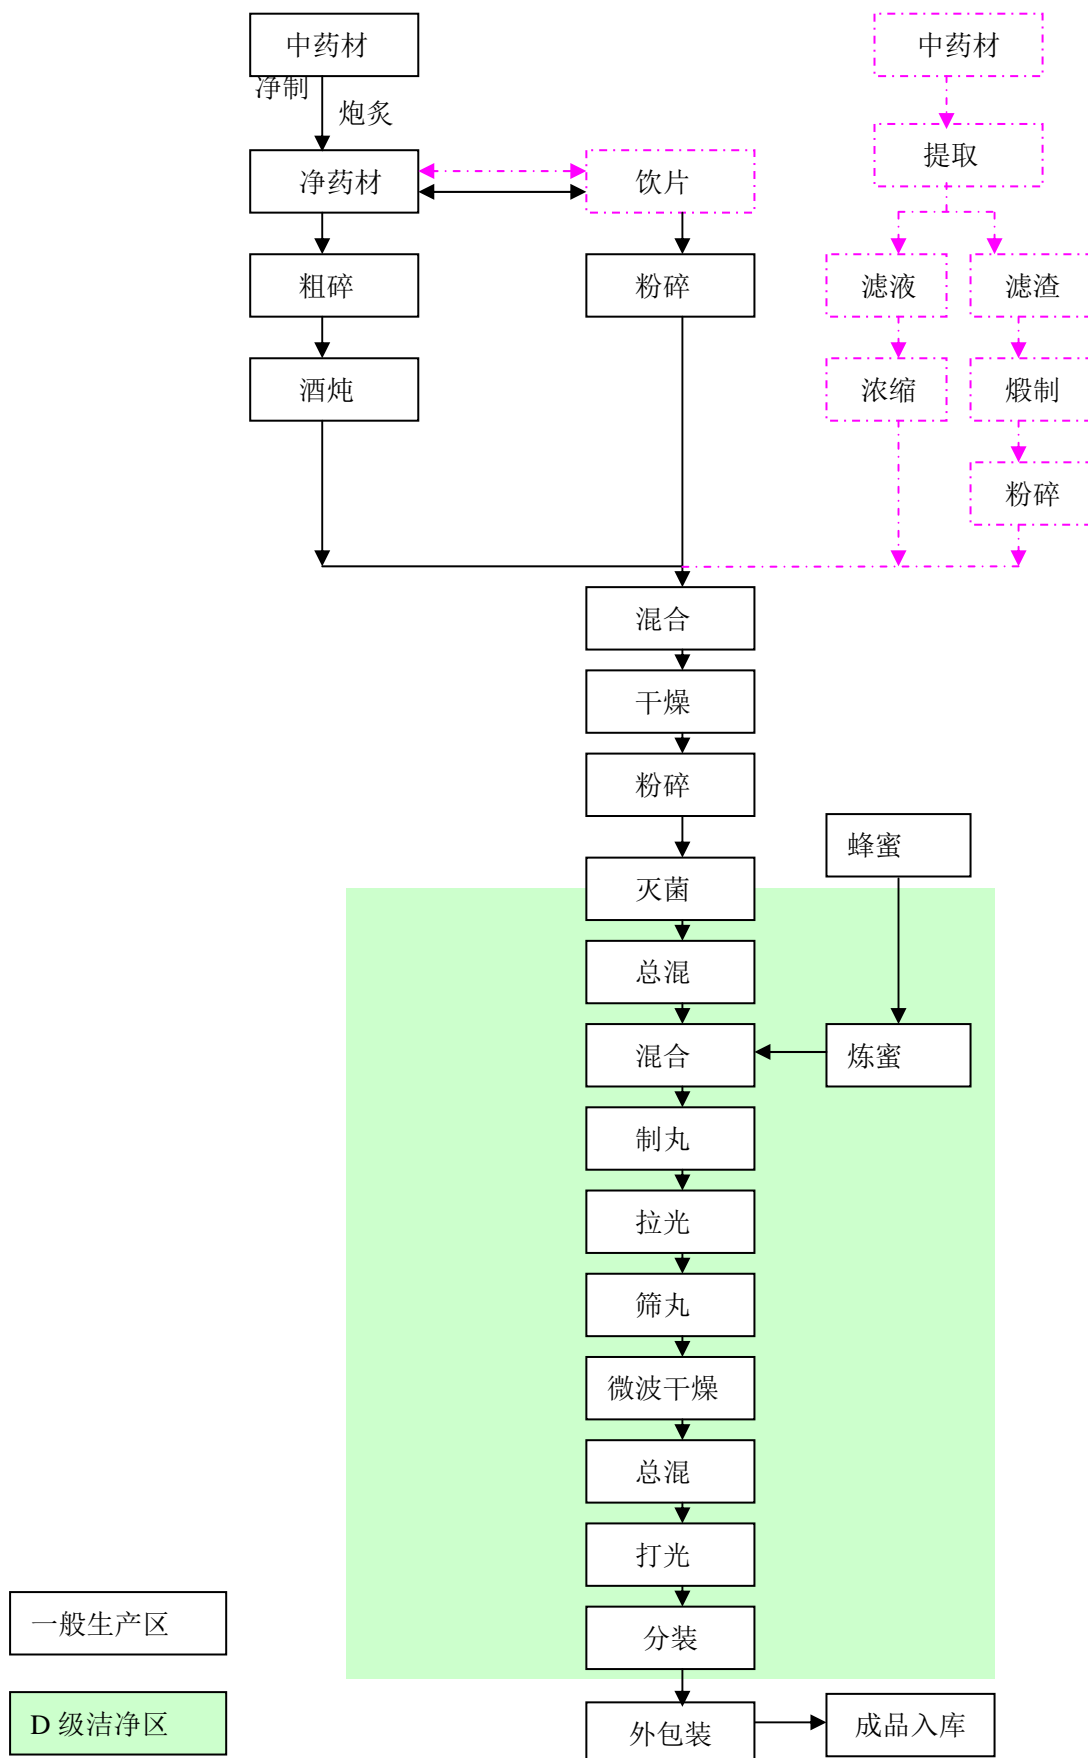 中药材
中药材
净制
炮炙
提取
净药材
饮片
粗碎
粉碎
滤液
滤渣
酒炖
浓缩
煅制
粉碎
混合
干燥
粉碎
蜂蜜
灭菌
总混
混合
炼蜜
制丸
拉光
筛丸
微波干燥
总混
打光
分装
一般生产区
D 级洁净区
外包装
成品入库